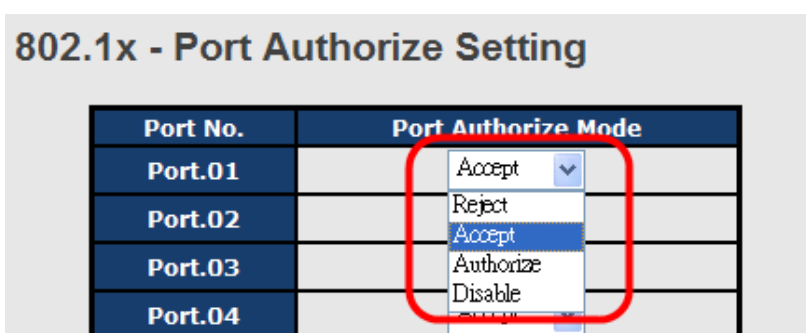 802.1x - Port Authorize Setting
Port No. Port Authorize Mode
Port.01 Accept
Reject
Port.02
Accept
Port.03 Authorize
Disable
Port.04